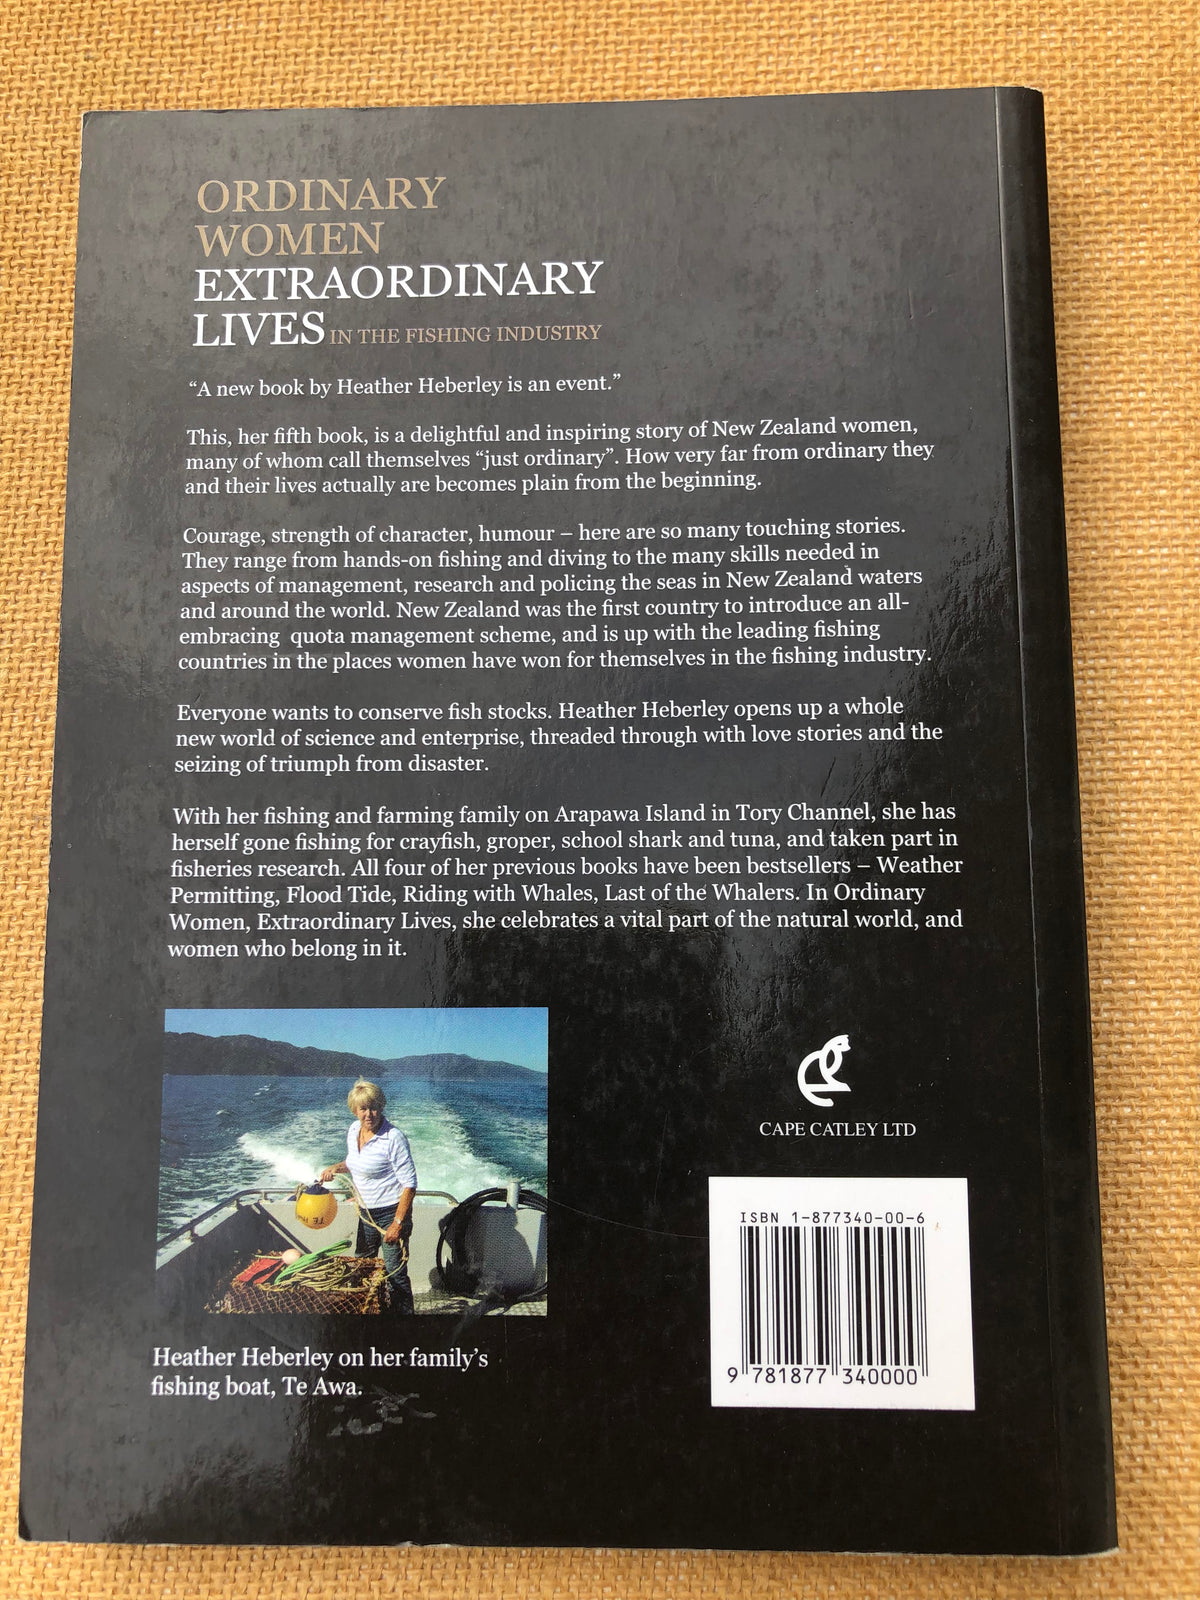 ORDINARY
WOMEN
EXTRAORDINARY
LIVES IN THE FISHING INDUSTRY
“A new book by Heather Heberley is an event.”
This, her fifth book, is a delightful and inspiring story of New Zealand women,
many of whom call themselves “just ordinary”. How very far from ordinary they
and their lives actually are becomes plain from the beginning.
Courage, strength of character, humour – here are so many touching stories.
They range from hands-on fishing and diving to the many skills needed in
aspects of management, research and policing the seas in New Zealand waters
and around the world. New Zealand was the first country to introduce an all-
embracing quota management scheme, and is up with the leading fishing
countries in the places women have won for themselves in the fishing industry.
Everyone wants to conserve fish stocks. Heather Heberley opens up a whole
new world of science and enterprise, threaded through with love stories and the
seizing of triumph from disaster.
With her fishing and farming family on Arapawa Island in Tory Channel, she has
herself gone fishing for crayfish, groper, school shark and tuna, and taken part in
fisheries research. All four of her previous books have been bestsellers – Weather
Permitting, Flood Tide, Riding with Whales, Last of the Whalers. In Ordinary
Women, Extraordinary Lives, she celebrates a vital part of the natural world, and
women who belong in it.
CAPE CATLEY LTD
ISBN 1-877340-00-6
9 781877 340000
Heather Heberley on her family’s
fishing boat, Te Awa.